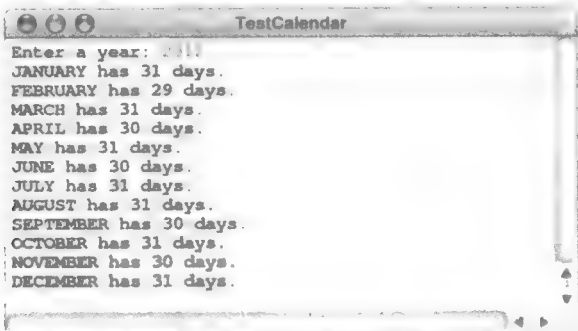 TestCalendar
Enter a year:
JANUARY has 31 days.
FEBRUARY has 29 days.
MARCH has 31 days.
APRIL has 30 days.
MAY has 31 days.
JUNE has 30 days.
JULY has 31 days.
AUGUST has 31 days.
SEPTEMBER has 30 days.
OCTOBER has 31 days.
NOVEMBER has 30 days.
DECEMBER has 31 days.